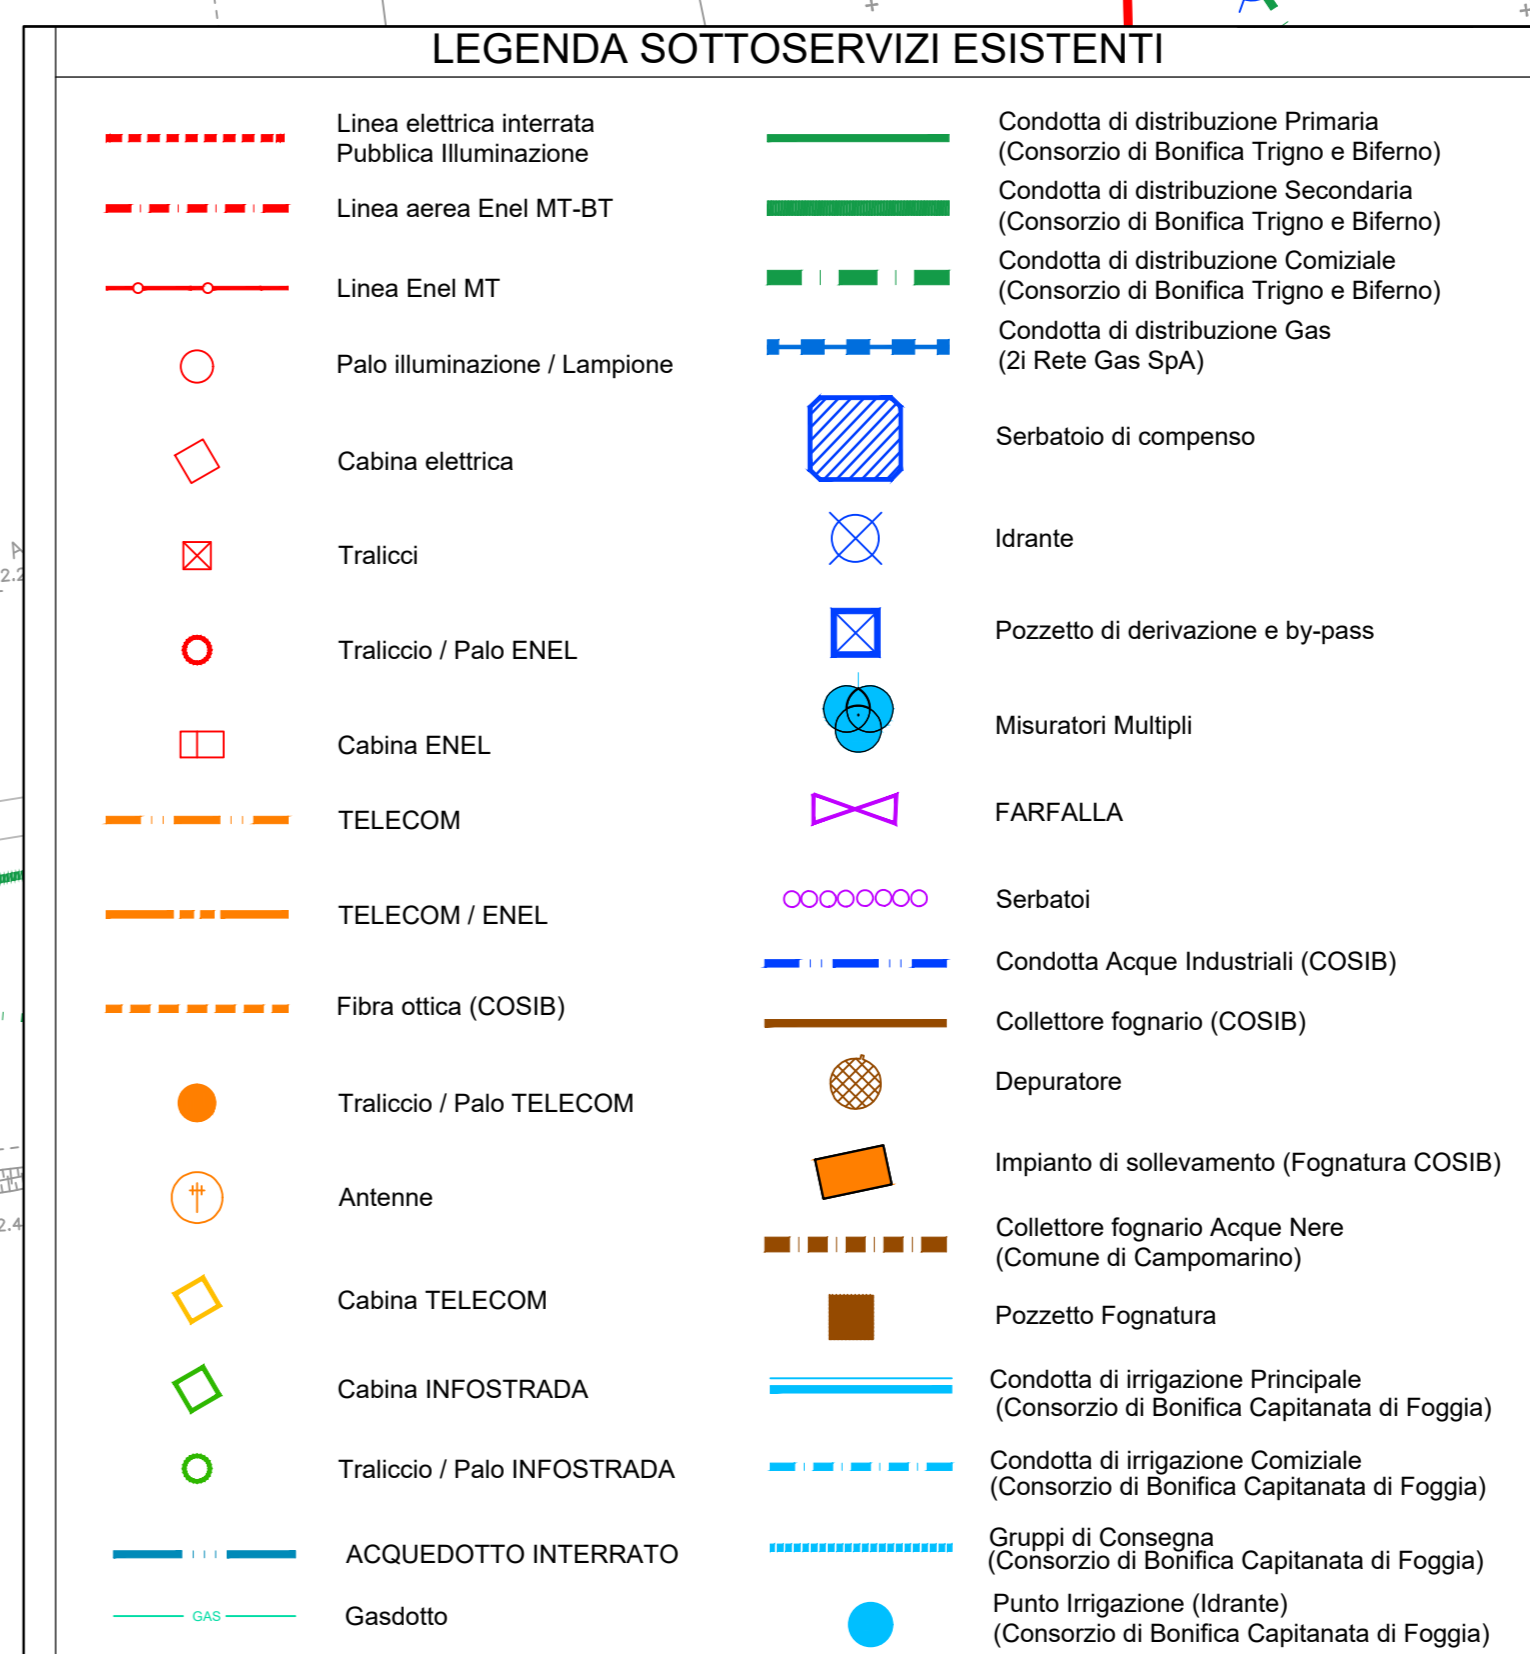 LEGENDA SOTTOSERVIZI ESISTENTI
Linea elettrica interrata
Pubblica Illuminazione
Linea aerea Enel MT-BT
Linea Enel MT
Palo illuminazione / Lampione
Cabina elettrica
Tralicci
Traliccio / Palo ENEL
Cabina ENEL
TELECOM
TELECOM / ENEL
Fibra ottica (COSIB)
Traliccio / Palo TELECOM
Antenne
Cabina TELECOM
Cabina INFOSTRADA
Traliccio / Palo INFOSTRADA
ACQUEDOTTO INTERRATO
GAS
Gasdotto
Condotta di distribuzione Primaria
(Consorzio di Bonifica Trigno e Biferno)
Condotta di distribuzione Secondaria
(Consorzio di Bonifica Trigno e Biferno)
Condotta di distribuzione Comiziale
(Consorzio di Bonifica Trigno e Biferno)
Condotta di distribuzione Gas
(2i Rete Gas SpA)
Serbatoio di compenso
Idrante
Pozzetto di derivazione e by-pass
Misuratori Multipli
FARFALLA
Serbatoi
Condotta Acque Industriali (COSIB)
Collettore fognario (COSIB)
Depuratore
Impianto di sollevamento (Fognatura COSIB)
Collettore fognario Acque Nere
(Comune di Campomarino)
Pozzetto Fognatura
Condotta di irrigazione Principale
(Consorzio di Bonifica Capitanata di Foggia)
Condotta di irrigazione Comiziale
(Consorzio di Bonifica Capitanata di Foggia)
Gruppi di Consegna
(Consorzio di Bonifica Capitanata di Foggia)
Punto Irrigazione (Idrante)
(Consorzio di Bonifica Capitanata di Foggia)